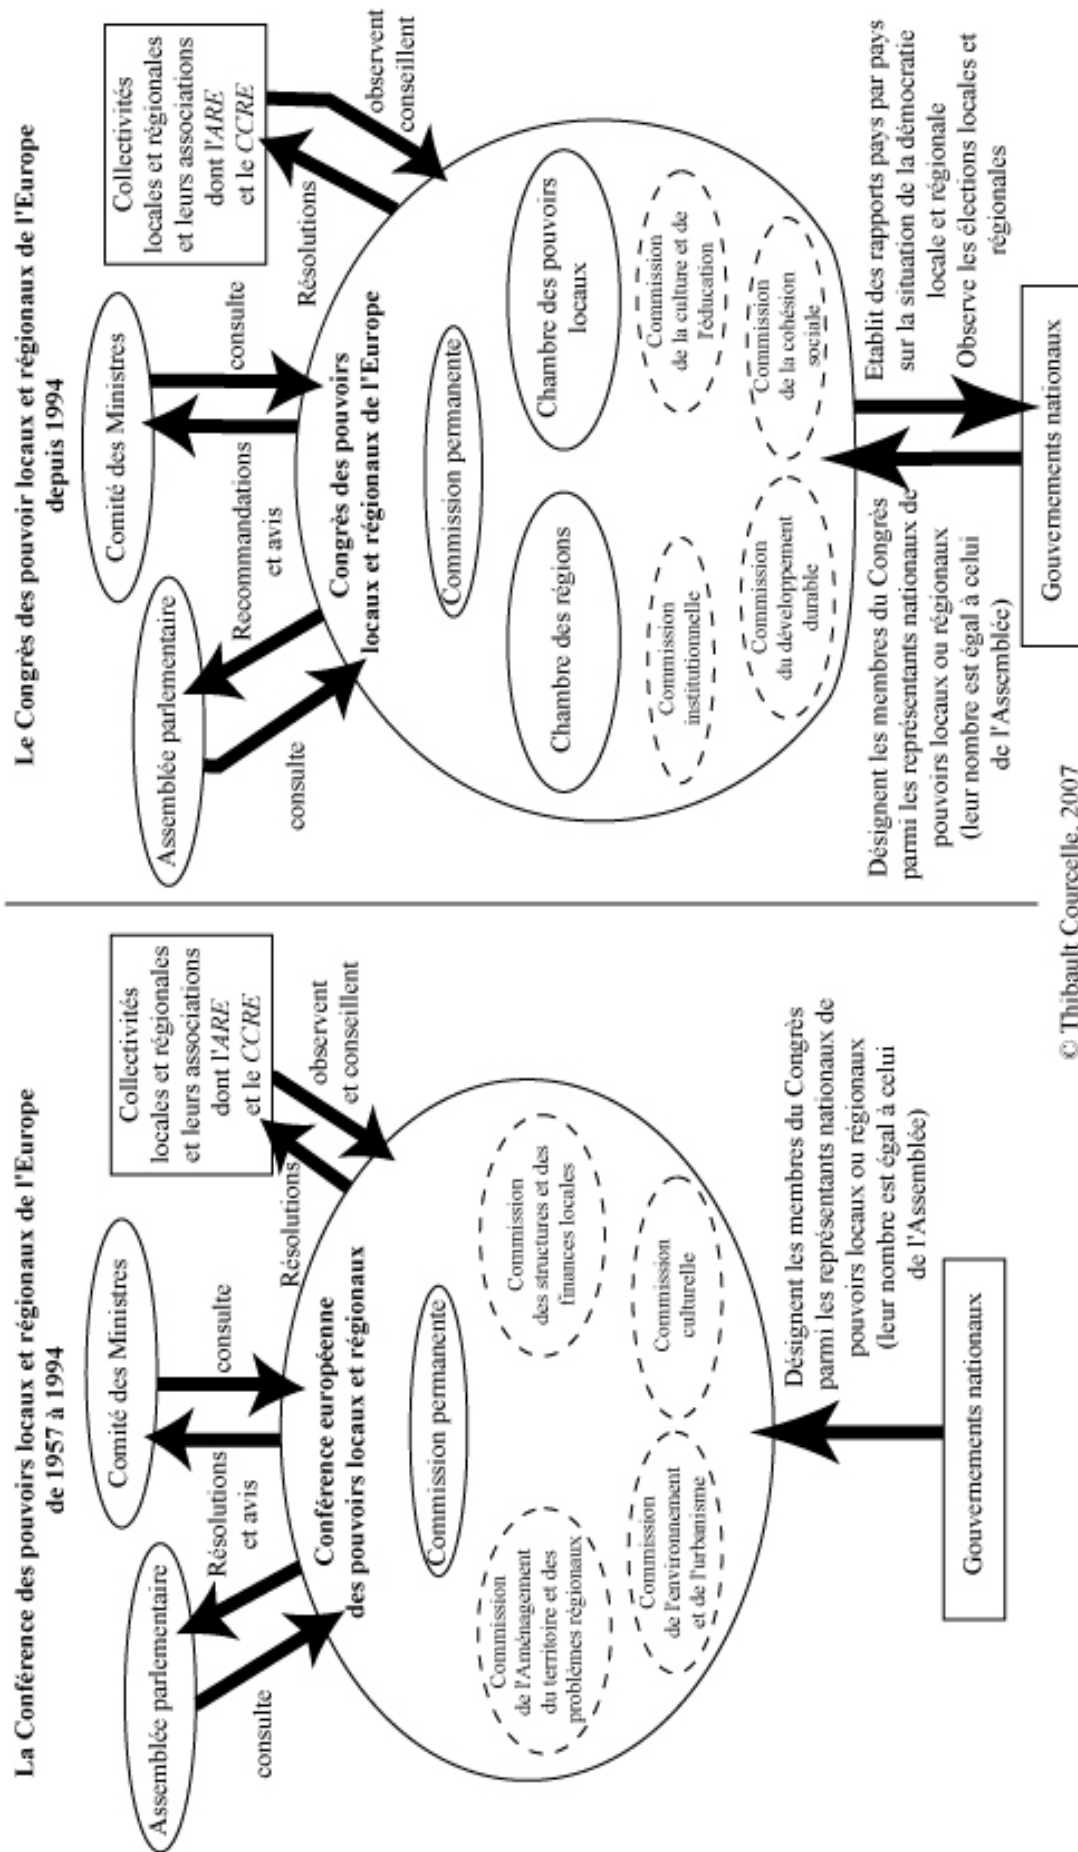 La Conférence des pouvoirs locaux et régionaux de l'Europe
de 1957 à 1994
Assemblée parlementaire
Comité des Ministres
Collectivités
locales et régionales
et leurs associations
dont l'ARE
et le CCRE
consulte
Résolutions
et avis
consulte
Résolutions
observent
et conseillent
Conférence européenne
des pouvoirs locaux et régionaux
Commission permanente
Commission
de l'Aménagement
du territoire et des
problèmes régionaux
Commission
des structures et des
finances locales
Commission
de l'environnement
et de l'urbanisme
Commission
culturelle
Désignent les membres du Congrès
parmi les représentants nationaux de
pouvoirs locaux ou régionaux
(leur nombre est égal à celui
de l'Assemblée)
Gouvernements nationaux
Le Congrès des pouvoir locaux et régionaux de l'Europe
depuis 1994
Assemblée parlementaire
Comité des Ministres
Collectivités
locales et régionales
et leurs associations
dont l'ARE
et le CCRE
consulte
Recommandations
et avis
consulte
Résolutions
observent
conseillent
Congrès des pouvoirs
locaux et régionaux de l'Europe
Commission permanente
Chambre des régions
Chambre des pouvoirs
locaux
Commission
institutionnelle
Commission
de la culture et de
l'éducation
Commission
du développement
durable
Commission
de la cohésion
sociale
Désignent les membres du Congrès
parmi les représentants nationaux de
pouvoirs locaux ou régionaux
(leur nombre est égal à celui
de l'Assemblée)
Etablit des rapports pays par pays
sur la situation de la démocratie
locale et régionale
Observe les élections locales et
régionales
Gouvernements nationaux
© Thibault Courcelle, 2007